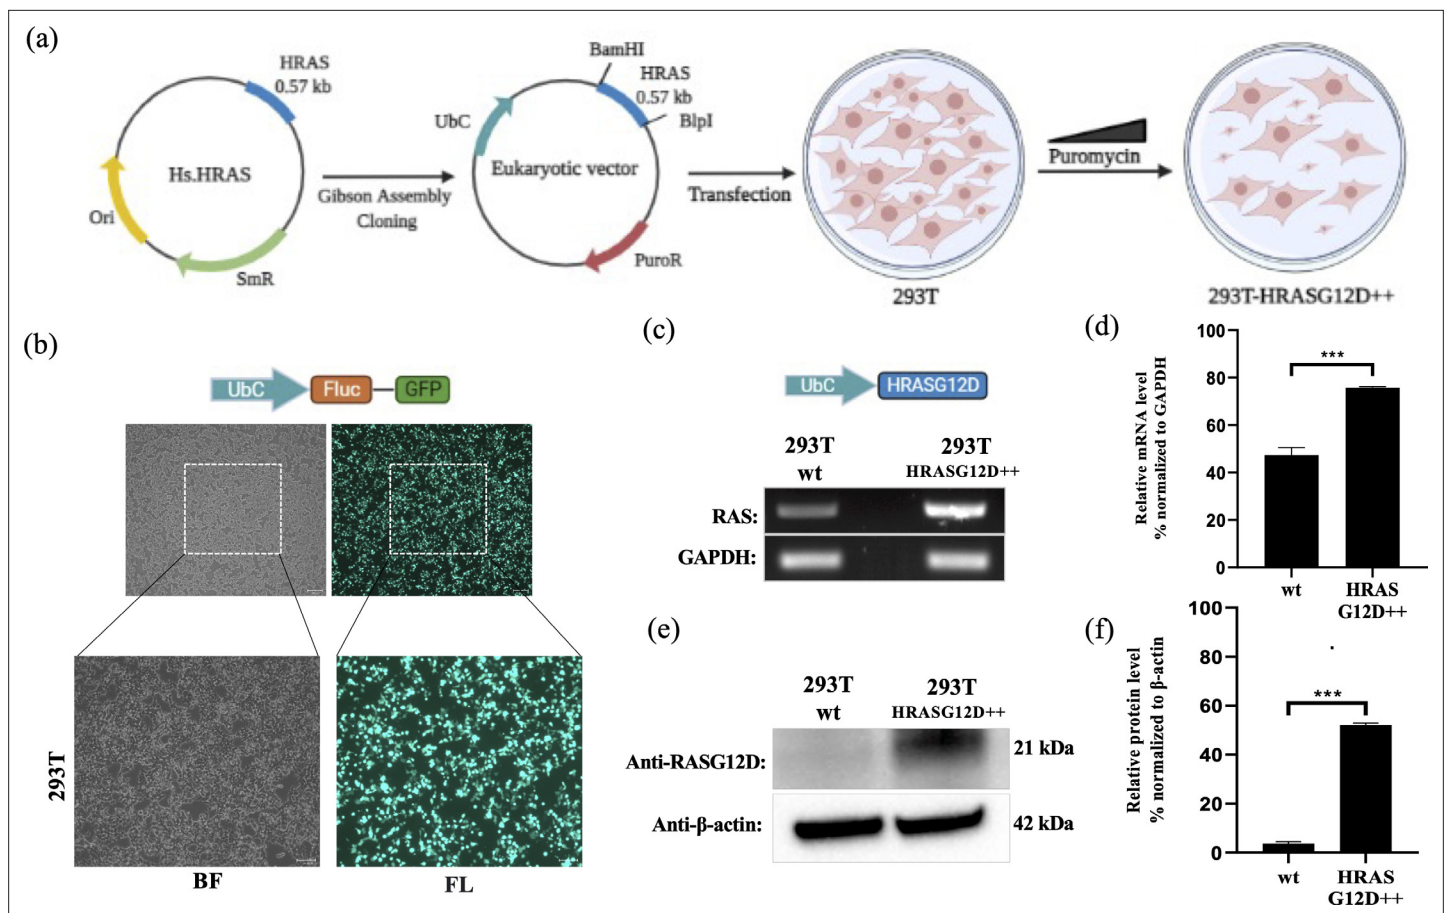 (a)
HRAS
0.57 kb
Hs.HRAS
Ori
SmR
Gibson Assembly
Cloning
BamHI
HRAS
0.57 kb
BlpI
UbC
Eukaryotic vector
PuroR
Transfection
293T
Puromycin
293T-HRASG12D++
(b)
UbC
Fluc
GFP
293T
BF
FL
(c)
UbC
HRASG12D
293T
wt
293T
HRASG12D++
RAS:
GAPDH:
(d)
Relative mRNA level
% normalized to GAPDH
100
80
60
40
20
0
***
wt
HRAS
G12D++
(e)
293T
wt
293T
HRASG12D++
Anti-RASG12D:
21 kDa
Anti-β-actin:
42 kDa
(f)
Relative protein level
% normalized to β-actin
100
80
60
40
20
0
***
wt
HRAS
G12D++